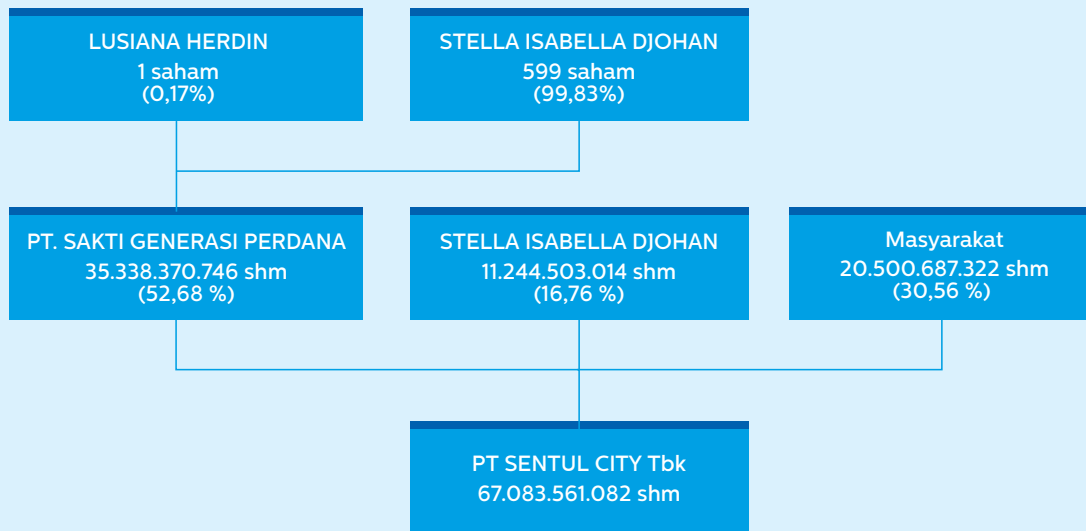 LUSIANA HERDIN
1 saham
(0,17%)
STELLA ISABELLA DJOHAN
599 saham
(99,83%)
PT. SAKTI GENERASI PERDANA
35.338.370.746 shm
(52,68 %)
STELLA ISABELLA DJOHAN
11.244.503.014 shm
(16,76 %)
Masyarakat
20.500.687.322 shm
(30,56 %)
PT SENTUL CITY Tbk
67.083.561.082 shm